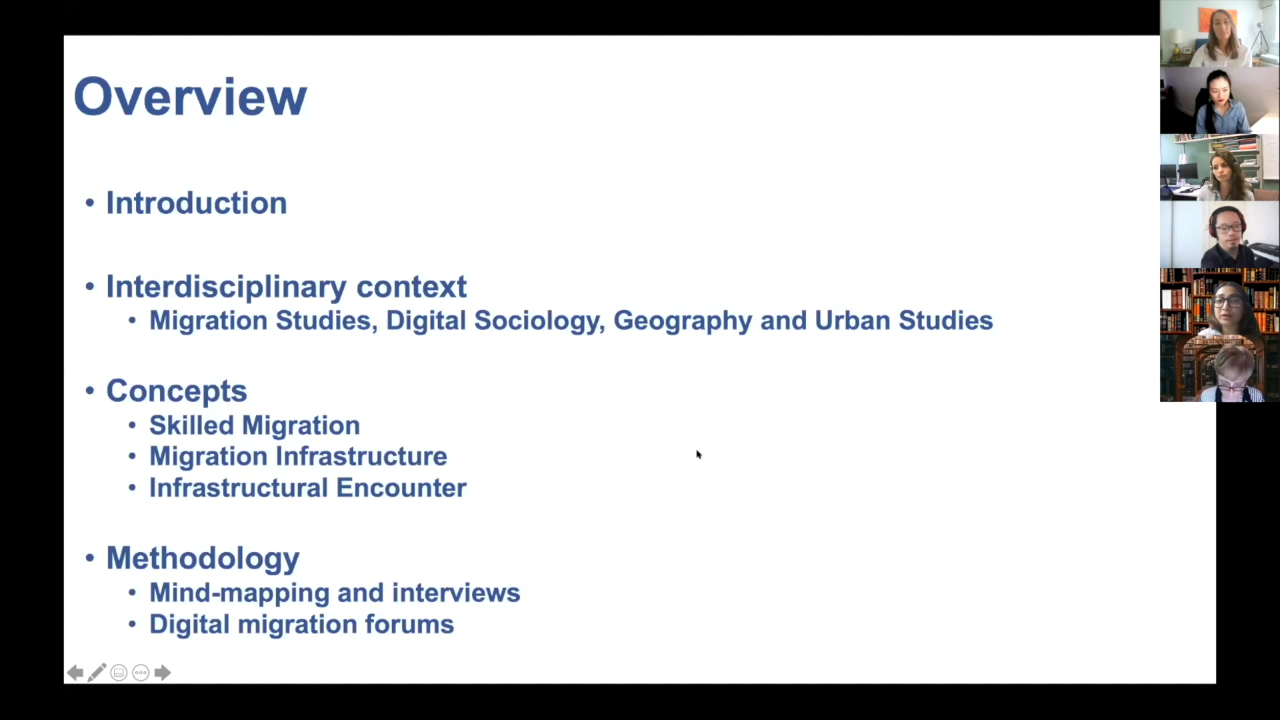 Overview
• Introduction
• Interdisciplinary context
• Migration Studies, Digital Sociology, Geography and Urban Studies
• Concepts
• Skilled Migration
• Migration Infrastructure
• Infrastructural Encounter
• Methodology
• Mind-mapping and interviews
• Digital migration forums